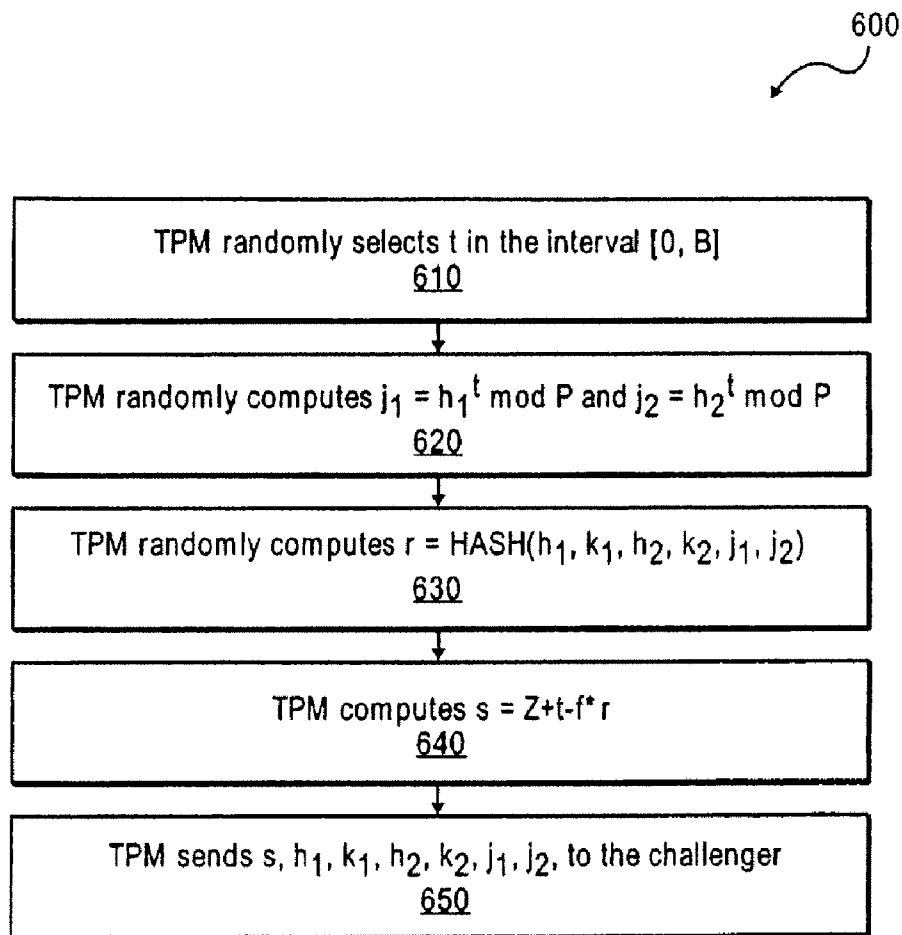 600
TPM randomly selects t in the interval [0, B]
610
TPM randomly computes j₁ = h₁ᵗ mod P and j₂ = h₂ᵗ mod P
620
TPM randomly computes r = HASH(h₁, k₁, h₂, k₂, j₁, j₂)
630
TPM computes s = Z+t-f* r
640
TPM sends s, h₁, k₁, h₂, k₂, j₁, j₂, to the challenger
650